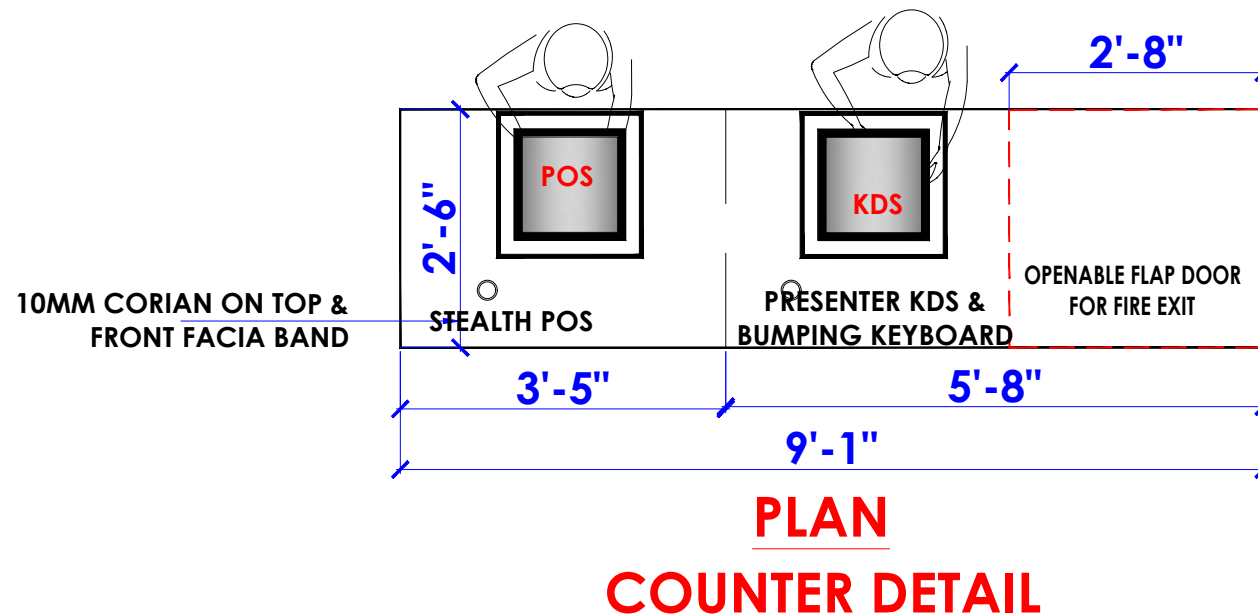 2'-8"
POS
KDS
2'-6"
OPENABLE FLAP DOOR
FOR FIRE EXIT
10MM CORIAN ON TOP &
FRONT FACIA BAND
STEALTH POS
PRESENTER KDS &
BUMPING KEYBOARD
3'-5"
5'-8"
9'-1"
PLAN
COUNTER DETAIL